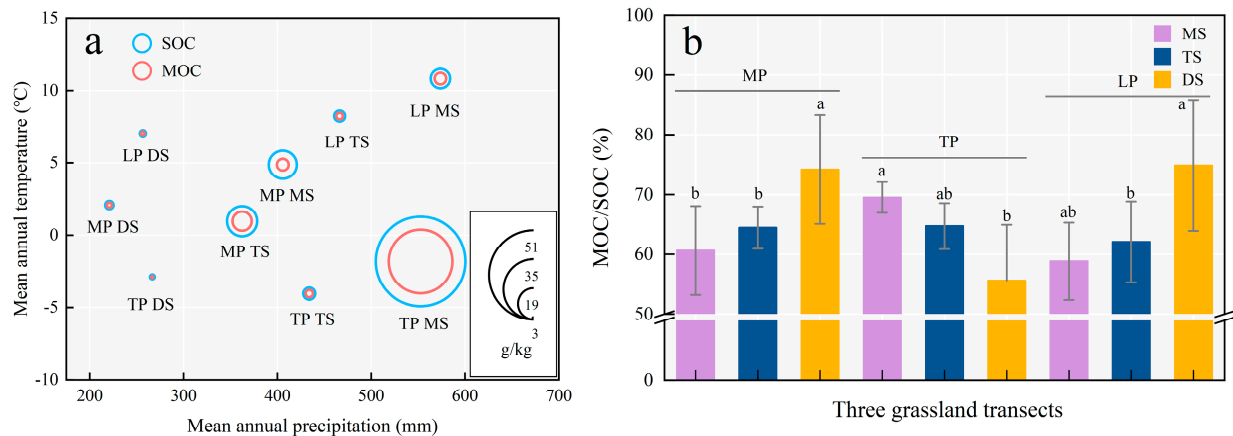 a
SOC
MOC
15
10
5
0
-5
-10
Mean annual temperature (℃)
LP MS
LP TS
LP DS
MP MS
MP DS
MP TS
TP DS
TP TS
TP MS
51
35
19
3
g/kg
200
300
400
500
600
700
Mean annual precipitation (mm)
b
MS
TS
DS
100
90
80
70
60
50
0
MOC/SOC (%)
MP
TP
LP
b
b
a
a
ab
b
ab
b
a
Three grassland transects